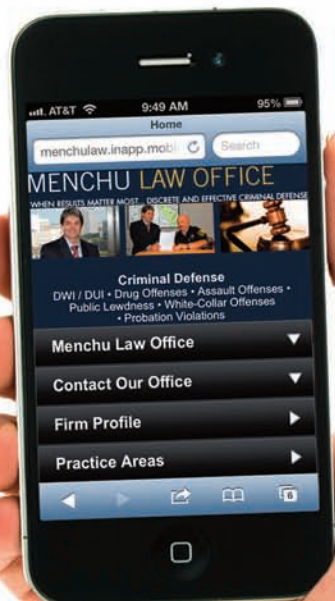 AT&T 9:49 AM 95%
Home
menchulaw.inapp.mobi Search
MENCHU LAW OFFICE
WHEN RESULTS MATTER MOST... DISCRETE AND EFFECTIVE CRIMINAL DEFENSE
Criminal Defense
DWI / DUI • Drug Offenses • Assault Offenses •
Public Lewdness • White-Collar Offenses
• Probation Violations
Menchu Law Office
Contact Our Office
Firm Profile
Practice Areas
6